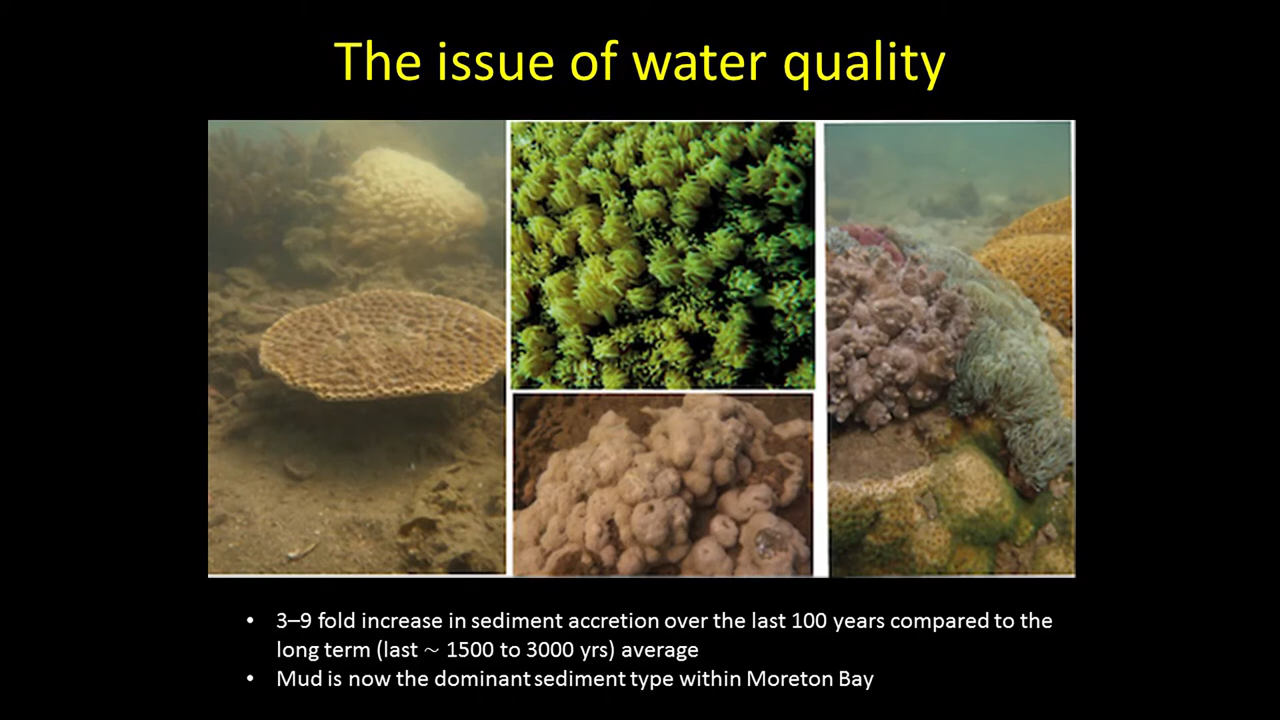 The issue of water quality
• 3–9 fold increase in sediment accretion over the last 100 years compared to the
long term (last ~ 1500 to 3000 yrs) average
• Mud is now the dominant sediment type within Moreton Bay